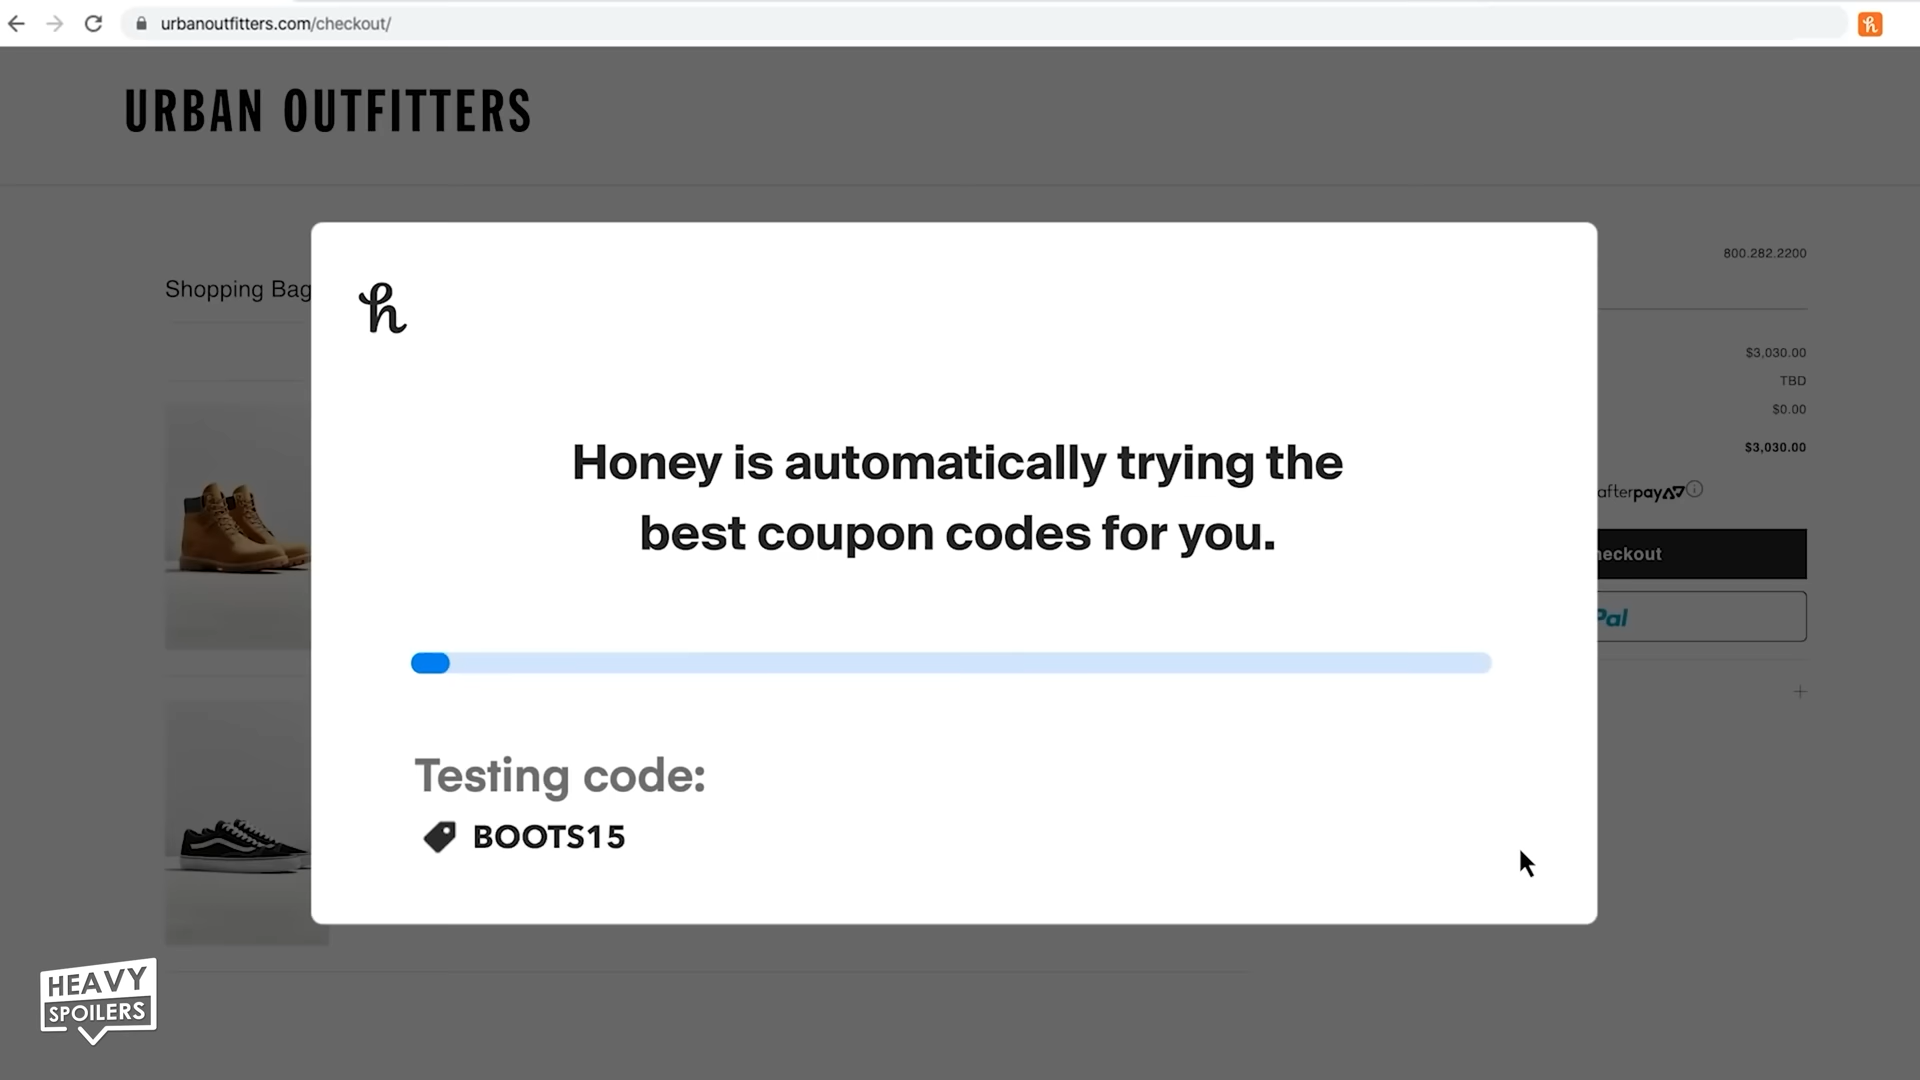 urbanoutfitters.com/checkout/
URBAN OUTFITTERS
800.282.2200
Shopping Bag
$3,030.00
TBD
$0.00
$3,030.00
afterpay
heckout
Pal
h
Honey is automatically trying the
best coupon codes for you.
Testing code:
BOOTS15
HEAVY
SPOILERS